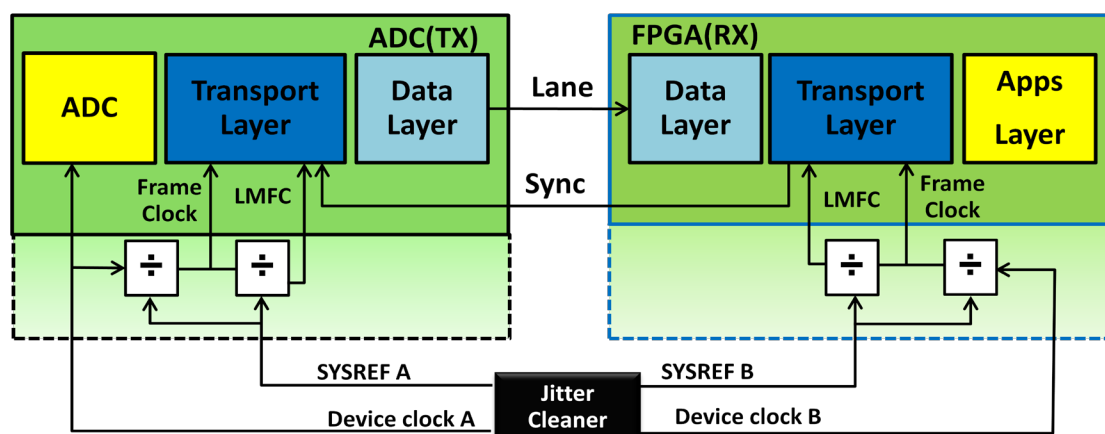 ADC(TX)
ADC
Transport
Layer
Data
Layer
Lane
Sync
Frame
Clock
LMFC
÷
÷
FPGA(RX)
Data
Layer
Transport
Layer
Apps
Layer
LMFC
Frame
Clock
÷
÷
SYSREF A
Device clock A
Jitter
Cleaner
SYSREF B
Device clock B